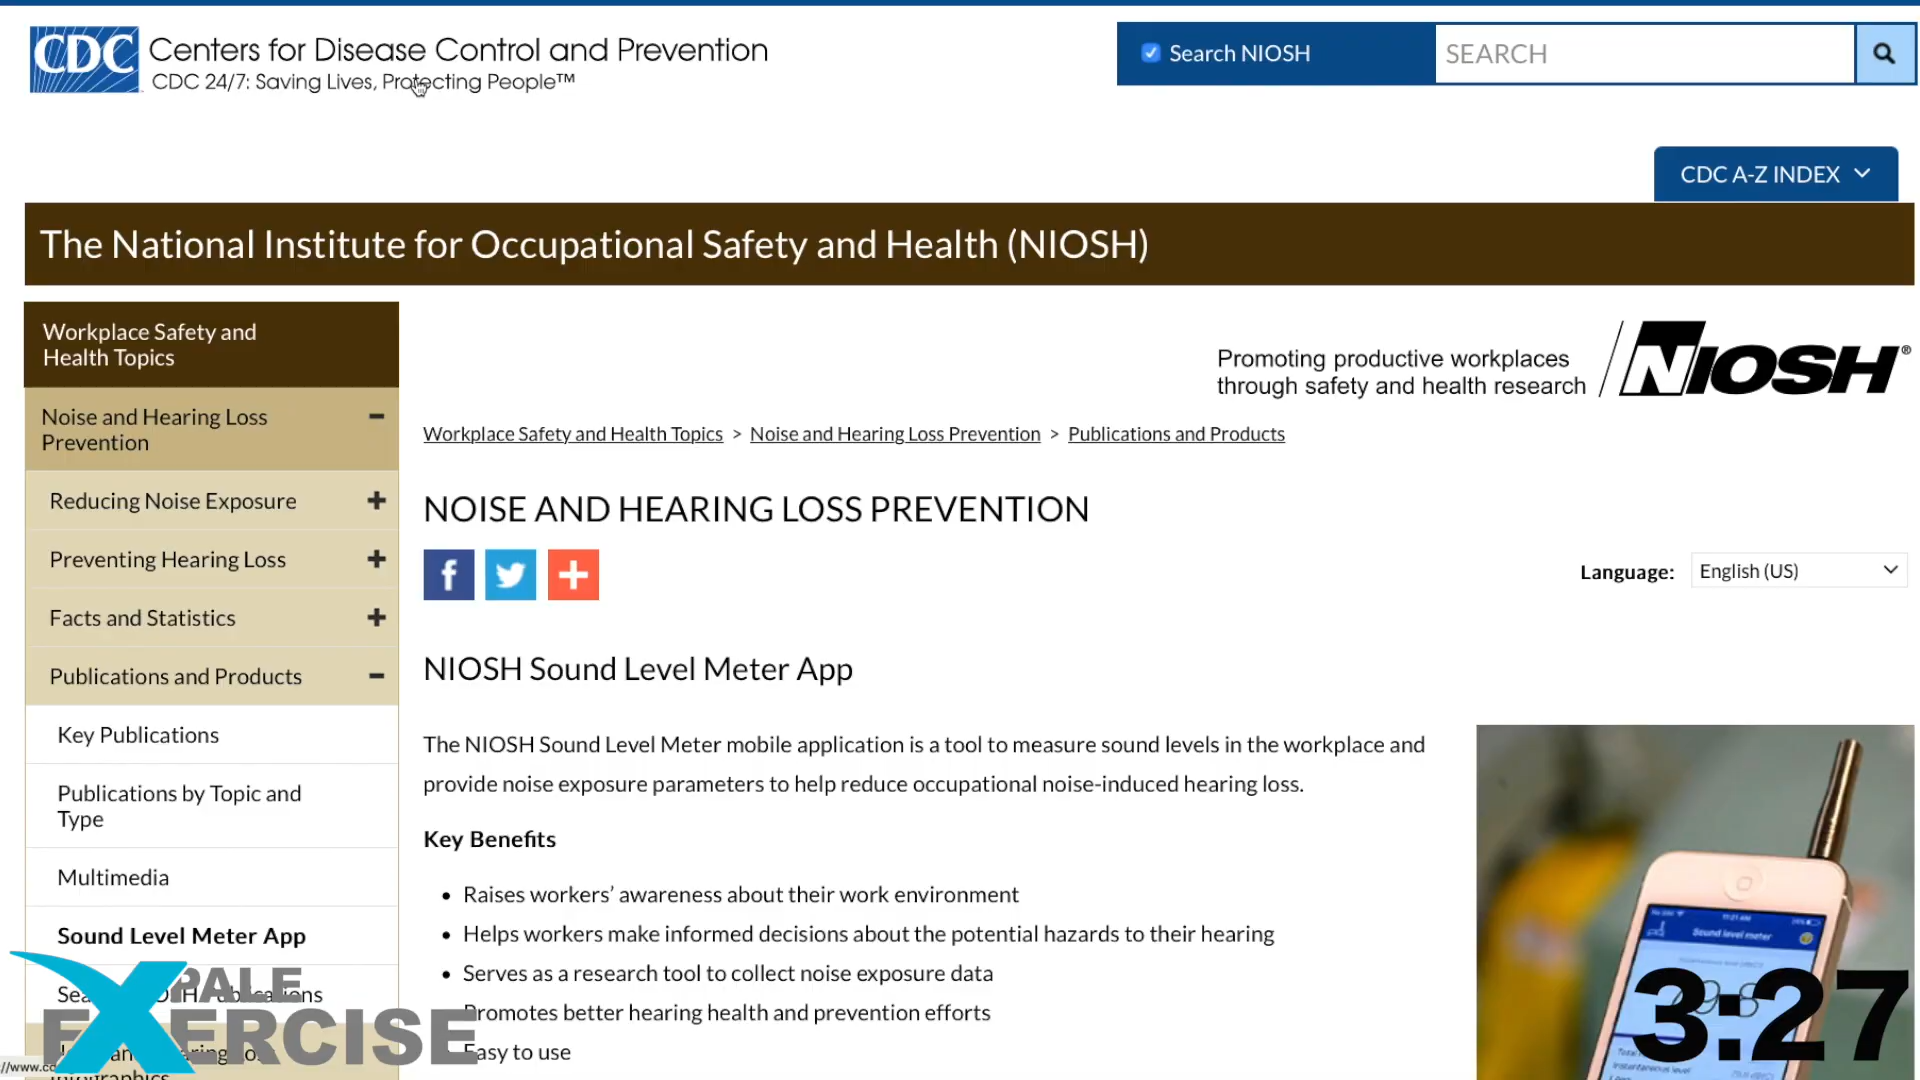 CDC Centers for Disease Control and Prevention
CDC 24/7: Saving Lives, Protecting People™
Search NIOSH
SEARCH
CDC A-Z INDEX
The National Institute for Occupational Safety and Health (NIOSH)
Workplace Safety and
Health Topics
Noise and Hearing Loss
Prevention
Reducing Noise Exposure
Preventing Hearing Loss
Facts and Statistics
Publications and Products
Key Publications
Publications by Topic and
Type
Multimedia
Sound Level Meter App
Promoting productive workplaces
through safety and health research
NIOSH®
Workplace Safety and Health Topics > Noise and Hearing Loss Prevention > Publications and Products
NOISE AND HEARING LOSS PREVENTION
Language: English (US)
NIOSH Sound Level Meter App
The NIOSH Sound Level Meter mobile application is a tool to measure sound levels in the workplace and
provide noise exposure parameters to help reduce occupational noise-induced hearing loss.
Key Benefits
• Raises workers' awareness about their work environment
• Helps workers make informed decisions about the potential hazards to their hearing
• Serves as a research tool to collect noise exposure data
• Promotes better hearing health and prevention efforts
Easy to use
Sound level meter
PALE
EXERCISE
3:27